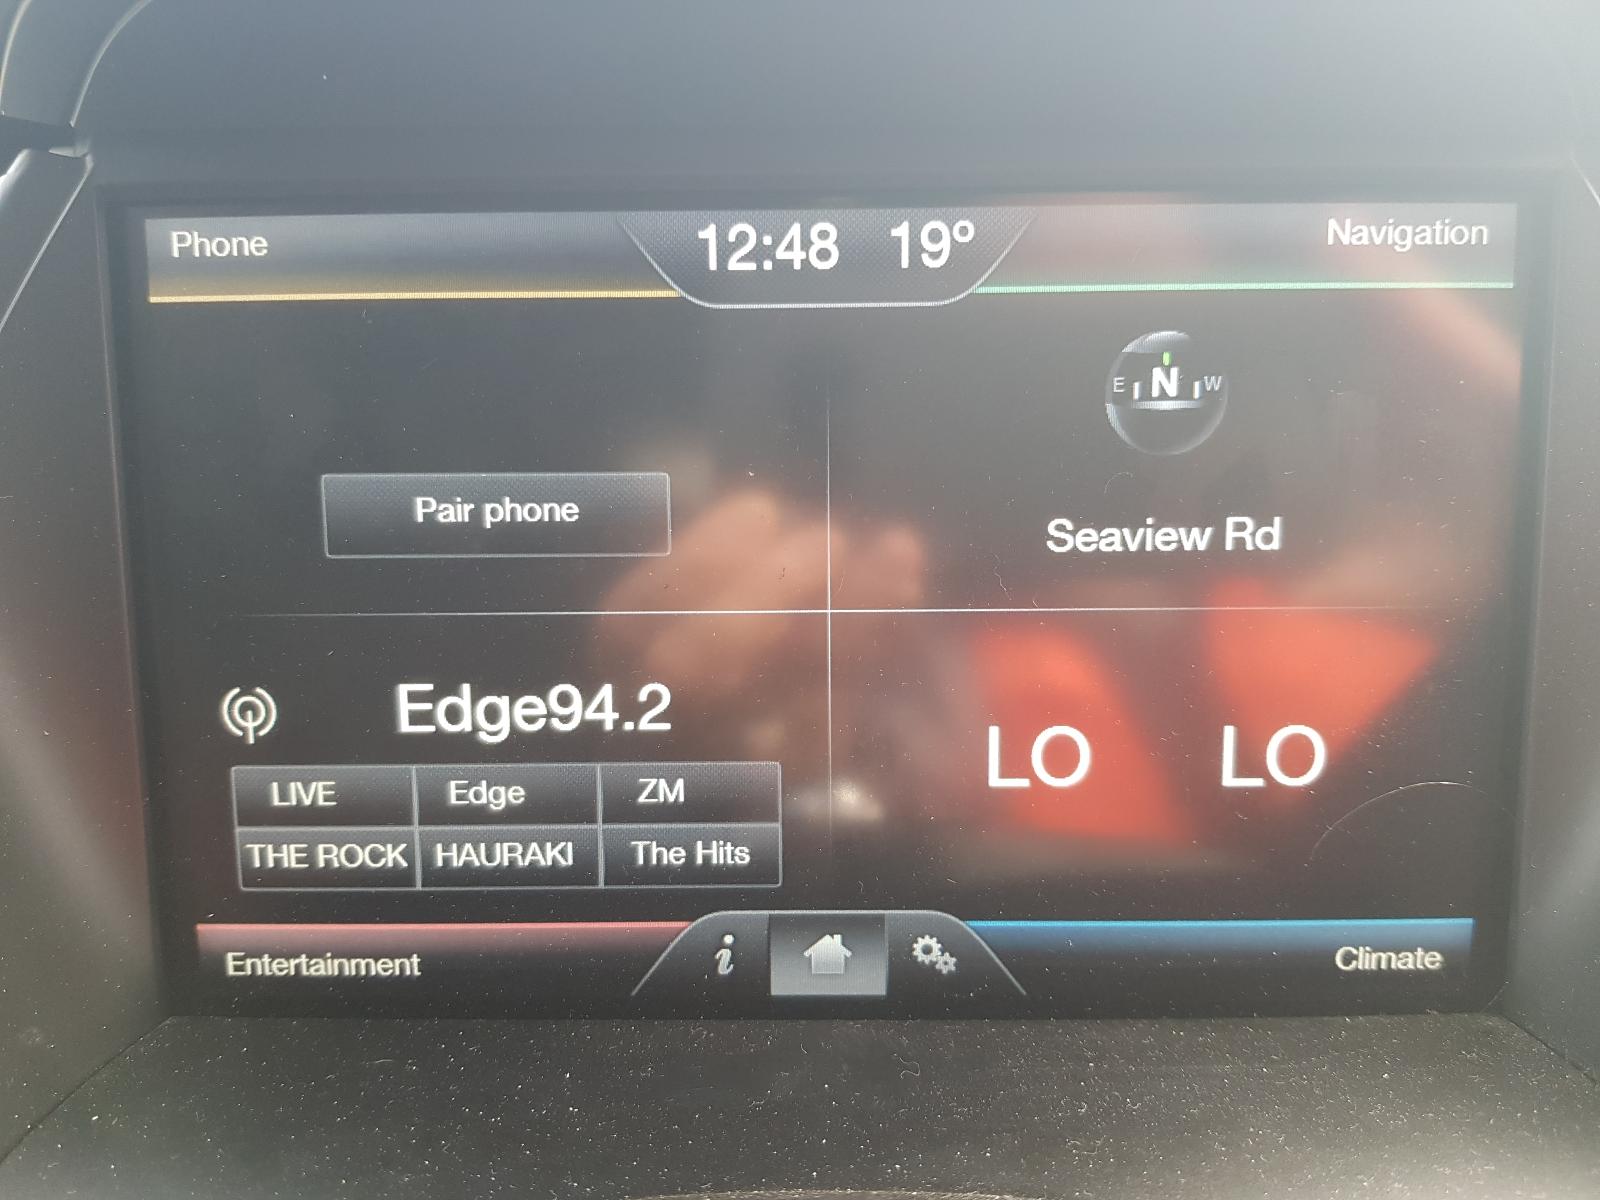 Phone
12:48 19º
Navigation
E N W
Pair phone
Seaview Rd
Edge94.2
LIVE Edge ZM
THE ROCK HAURAKI The Hits
LO LO
Entertainment
i
Climate